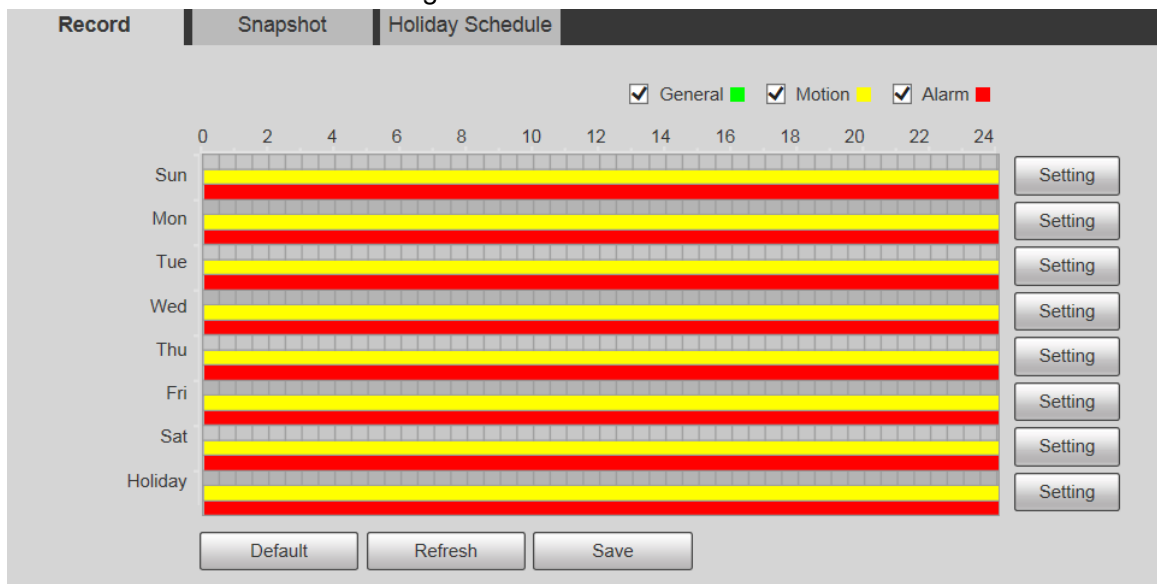 Record Snapshot Holiday Schedule
General Motion Alarm
0 2 4 6 8 10 12 14 16 18 20 22 24
Sun Setting
Mon Setting
Tue Setting
Wed Setting
Thu Setting
Fri Setting
Sat Setting
Holiday Setting
Default Refresh Save